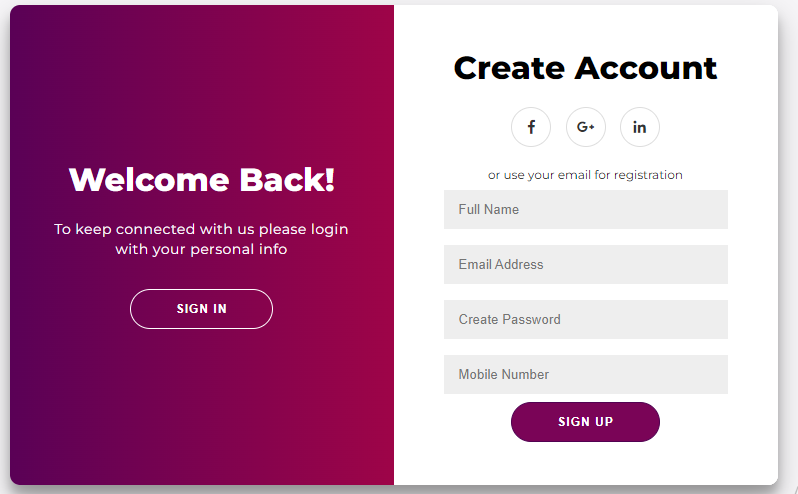 Welcome Back!
To keep connected with us please login
with your personal info
SIGN IN
Create Account
f
G+
in
or use your email for registration
Full Name
Email Address
Create Password
Mobile Number
SIGN UP